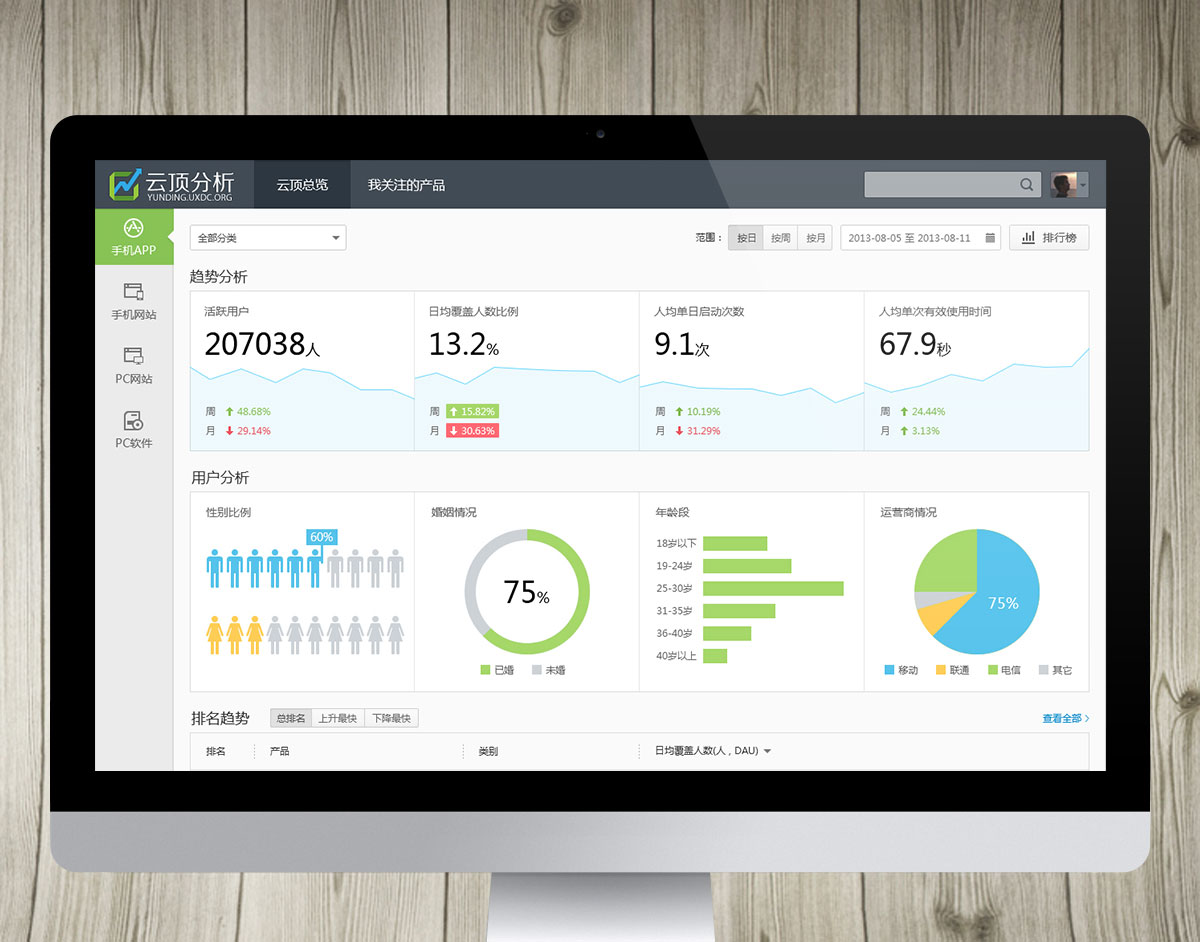 云顶分析
YUNDING.UXDC.ORG
云顶总览
我关注的产品
手机APP
手机网站
PC网站
PC软件
全部分类
范围：
按日
按周
按月
2013-08-05 至 2013-08-11
排行榜
趋势分析
活跃用户
207038人
周 48.68%
月 29.14%
日均覆盖人数比例
13.2%
周 15.82%
月 30.63%
人均单日启动次数
9.1次
周 10.19%
月 31.29%
人均单次有效使用时间
67.9秒
周 24.44%
月 3.13%
用户分析
性别比例
60%
婚姻情况
75%
已婚
未婚
年龄段
18岁以下
19-24岁
25-30岁
31-35岁
36-40岁
40岁以上
运营商情况
75%
移动
联通
电信
其它
排名趋势
总排名
上升最快
下降最快
查看全部
排名
产品
类别
日均覆盖人数(人，DAU)